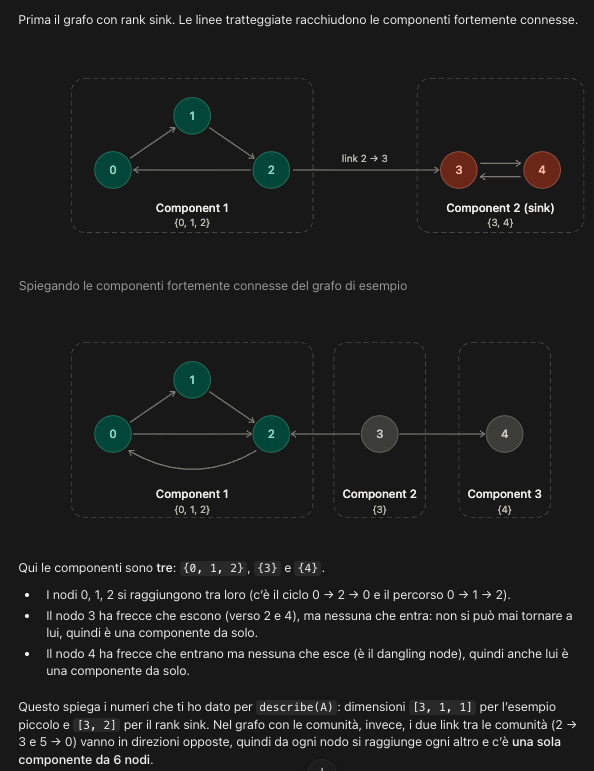 Prima il grafo con rank sink. Le linee tratteggiate racchiudono le componenti fortemente connesse.
1
0
2
link 2 → 3
3
4
Component 1
{0, 1, 2}
Component 2 (sink)
{3, 4}
Spiegando le componenti fortemente connesse del grafo di esempio
1
0
2
3
4
Component 1
{0, 1, 2}
Component 2
{3}
Component 3
{4}
Qui le componenti sono tre: {0, 1, 2}, {3} e {4}.
• I nodi 0, 1, 2 si raggiungono tra loro (c'è il ciclo 0 → 2 → 0 e il percorso 0 → 1 → 2).
• Il nodo 3 ha frecce che escono (verso 2 e 4), ma nessuna che entra: non si può mai tornare a
lui, quindi è una componente da solo.
• Il nodo 4 ha frecce che entrano ma nessuna che esce (è il dangling node), quindi anche lui è
una componente da solo.
Questo spiega i numeri che ti ho dato per describe(A): dimensioni [3, 1, 1] per l'esempio
piccolo e [3, 2] per il rank sink. Nel grafo con le comunità, invece, i due link tra le comunità (2 →
3 e 5 → 0) vanno in direzioni opposte, quindi da ogni nodo si raggiunge ogni altro e c'è una sola
componente da 6 nodi.